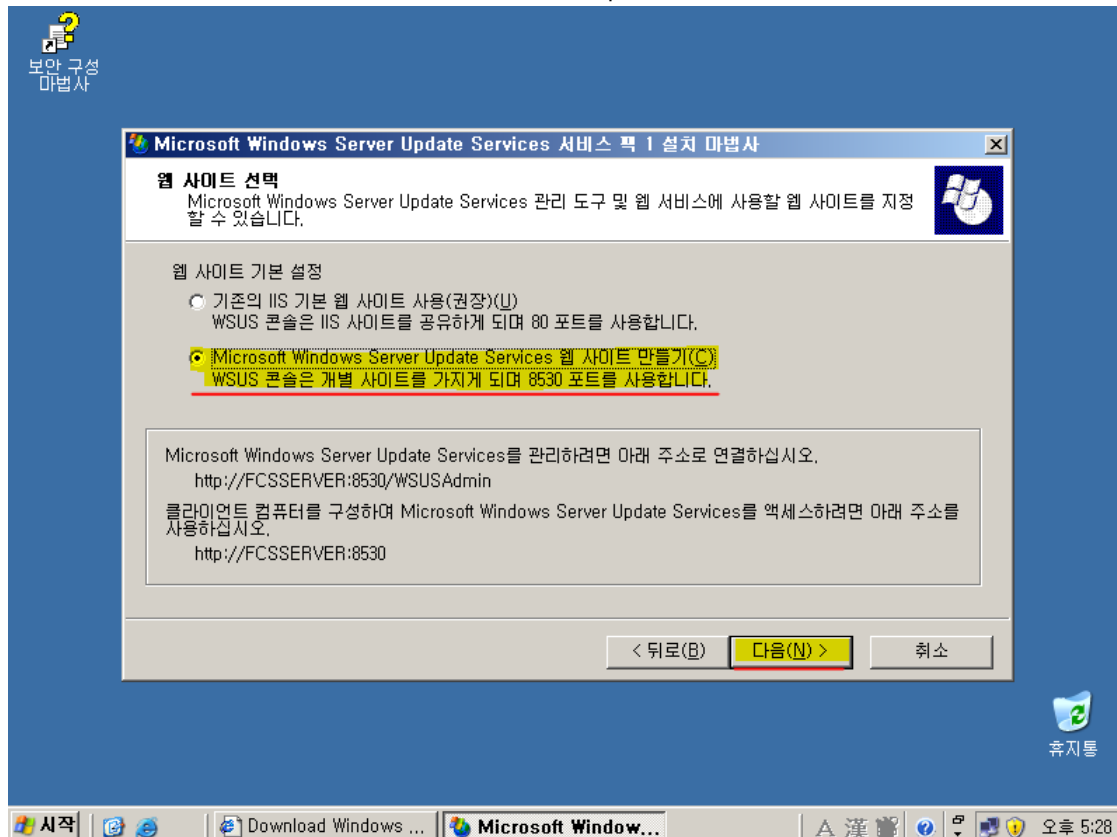 보안 구성
마법사
Microsoft Windows Server Update Services 서비스 팩 1 설치 마법사
웹 사이트 선택
Microsoft Windows Server Update Services 관리 도구 및 웹 서비스에 사용할 웹 사이트를 지정
할 수 있습니다.
웹 사이트 기본 설정
기존의 IIS 기본 웹 사이트 사용(권장)(U)
WSUS 콘솔은 IIS 사이트를 공유하게 되며 80 포트를 사용합니다.
Microsoft Windows Server Update Services 웹 사이트 만들기(C)
WSUS 콘솔은 개별 사이트를 가지게 되며 8530 포트를 사용합니다.
Microsoft Windows Server Update Services를 관리하려면 아래 주소로 연결하십시오.
http://FCSSERVER:8530/WSUSAdmin
클라이언트 컴퓨터를 구성하여 Microsoft Windows Server Update Services를 액세스하려면 아래 주소를
사용하십시오.
http://FCSSERVER:8530
< 뒤로(B) 다음(N) > 취소
휴지통
시작 Download Windows ... Microsoft Window... A 漢 오후 5:28